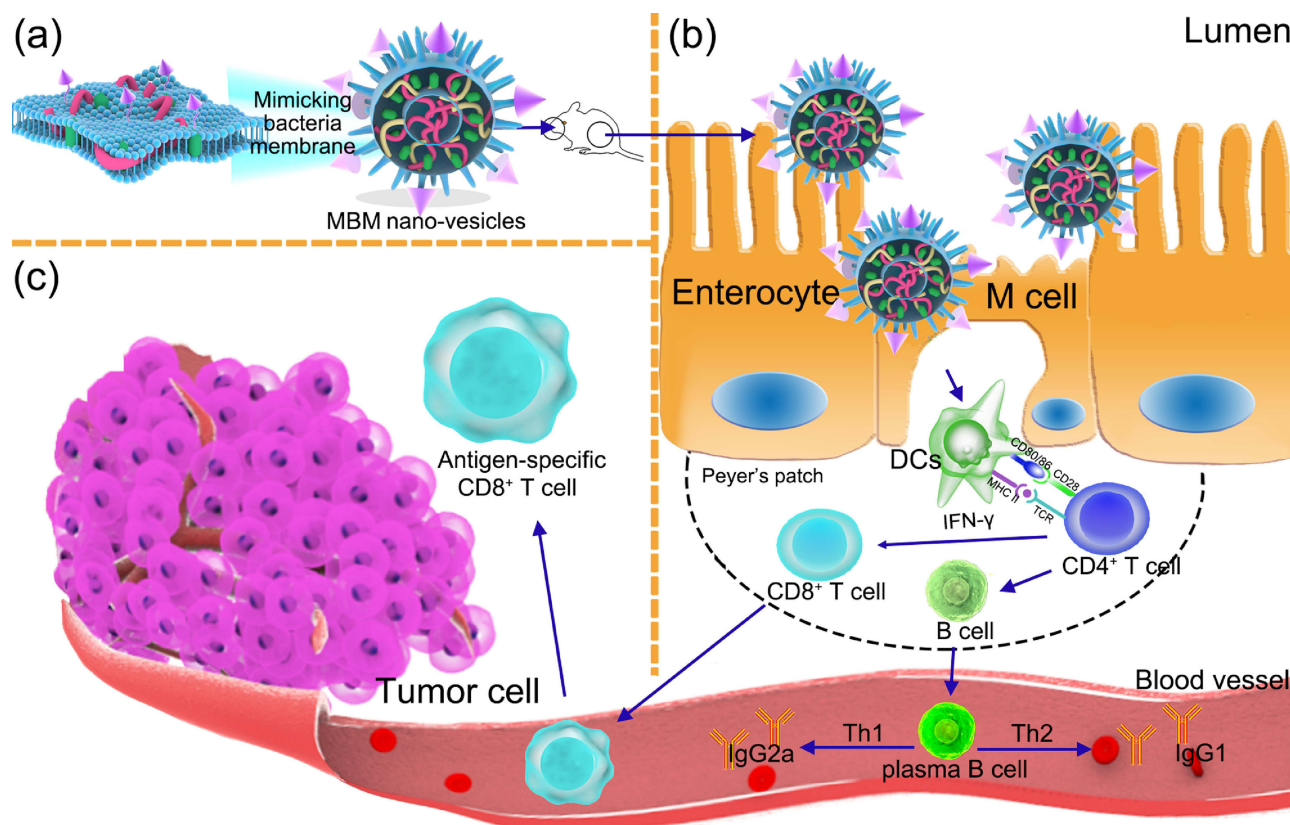 (a)
Mimicking
bacteria
membrane
MBM nano-vesicles
(b)
Lumen
Enterocyte
M cell
Peyer's patch
DCs
CD80/86
CD28
MHC II
TCR
IFN-γ
CD4⁺ T cell
CD8⁺ T cell
B cell
Blood vessel
IgG2a
Th1
Th2
IgG1
plasma B cell
(c)
Antigen-specific
CD8⁺ T cell
Tumor cell